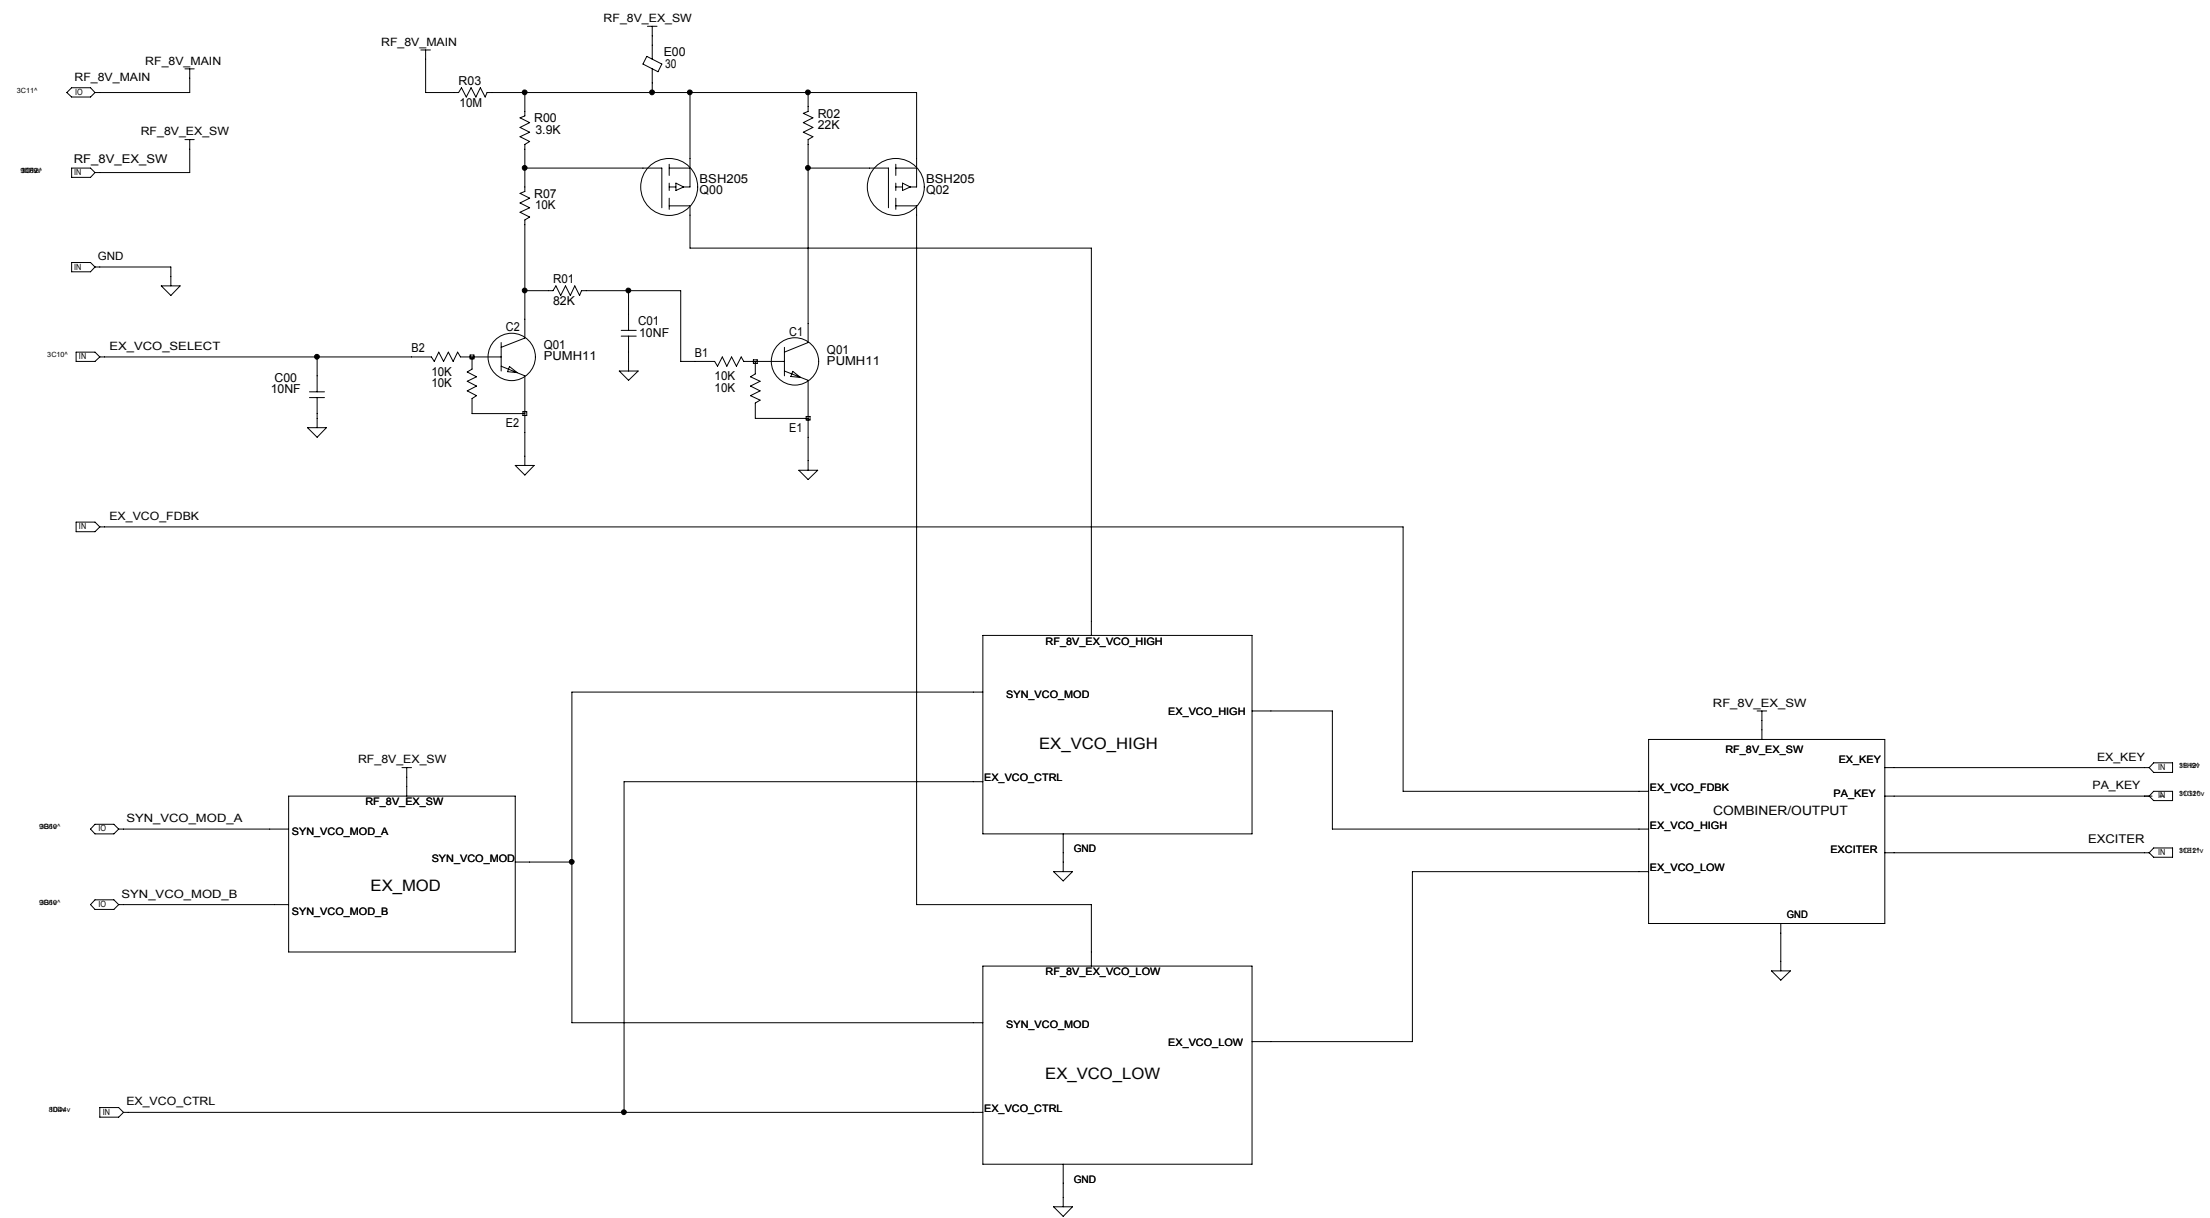 RF_8V_EX_SW
RF_8V_MAIN
E00
30
RF_8V_MAIN
RF_8V_MAIN
3C11^
IO
R03
10M
R00
3.9K
R02
22K
RF_8V_EX_SW
RF_8V_EX_SW
IN
BSH205
Q00
BSH205
Q02
R07
10K
GND
IN
R01
82K
C01
10NF
C2
C1
EX_VCO_SELECT
3C10^
IN
B2
Q01
PUMH11
B1
Q01
PUMH11
C00
10NF
10K
10K
10K
10K
E2
E1
EX_VCO_FDBK
IN
RF_8V_EX_VCO_HIGH
SYN_VCO_MOD
EX_VCO_HIGH
EX_VCO_HIGH
EX_VCO_CTRL
GND
RF_8V_EX_SW
RF_8V_EX_SW
EX_KEY
EX_KEY
IN
EX_VCO_FDBK
PA_KEY
PA_KEY
IN
COMBINER/OUTPUT
EX_VCO_HIGH
EXCITER
EXCITER
IN
EX_VCO_LOW
GND
RF_8V_EX_SW
RF_8V_EX_SW
SYN_VCO_MOD_A
IO
SYN_VCO_MOD_A
SYN_VCO_MOD
EX_MOD
SYN_VCO_MOD_B
IO
SYN_VCO_MOD_B
RF_8V_EX_VCO_LOW
SYN_VCO_MOD
EX_VCO_LOW
EX_VCO_LOW
EX_VCO_CTRL
IN
EX_VCO_CTRL
GND